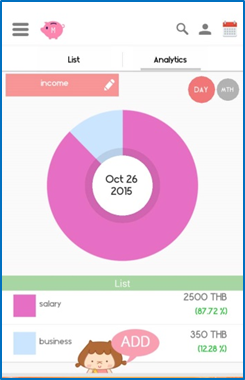 List Analytics
income
DAY
MTH
Oct 26
2015
List
salary 2500 THB
(87.72 %)
business 350 THB
(12.28 %)
ADD